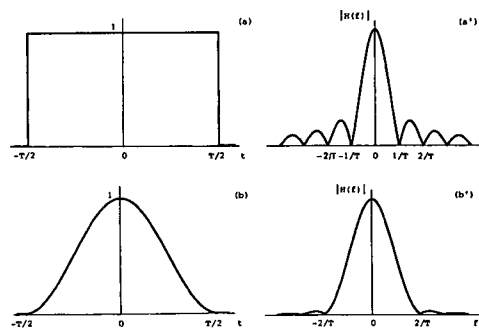 (a)
1
-T/2 0 T/2 t
|H(f)| (a')
-2/T -1/T 0 1/T 2/T
(b)
1
-T/2 0 T/2 t
|H(f)| (b')
-2/T 0 2/T f